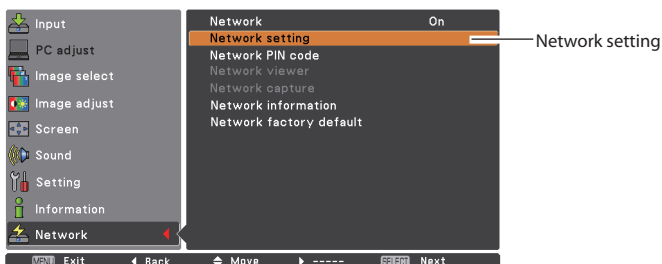 Input
PC adjust
Image select
Image adjust
Screen
Sound
Setting
Information
Network
Network On
Network setting
Network PIN code
Network viewer
Network capture
Network information
Network factory default
Network setting
MENU Exit Back Move ----- SELECT Next